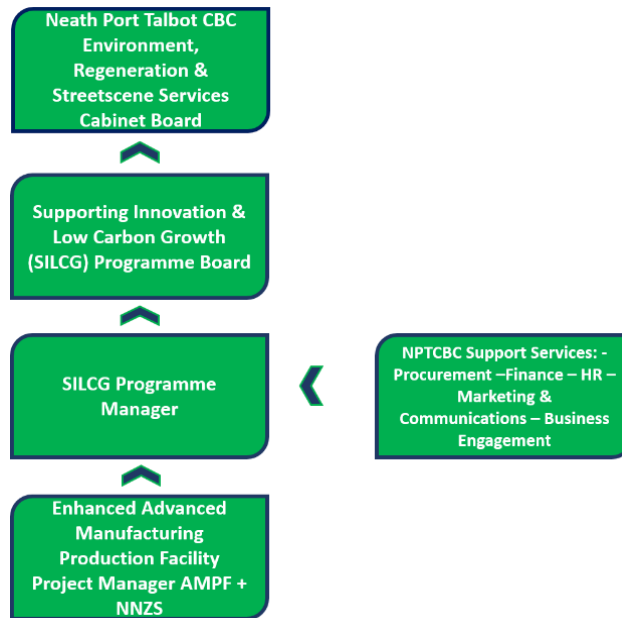 Neath Port Talbot CBC
Environment,
Regeneration &
Streetscene Services
Cabinet Board
Supporting Innovation &
Low Carbon Growth
(SILCG) Programme Board
SILCG Programme
Manager
NPTCBC Support Services: -
Procurement –Finance – HR –
Marketing &
Communications – Business
Engagement
Enhanced Advanced
Manufacturing
Production Facility
Project Manager AMPF +
NNZS